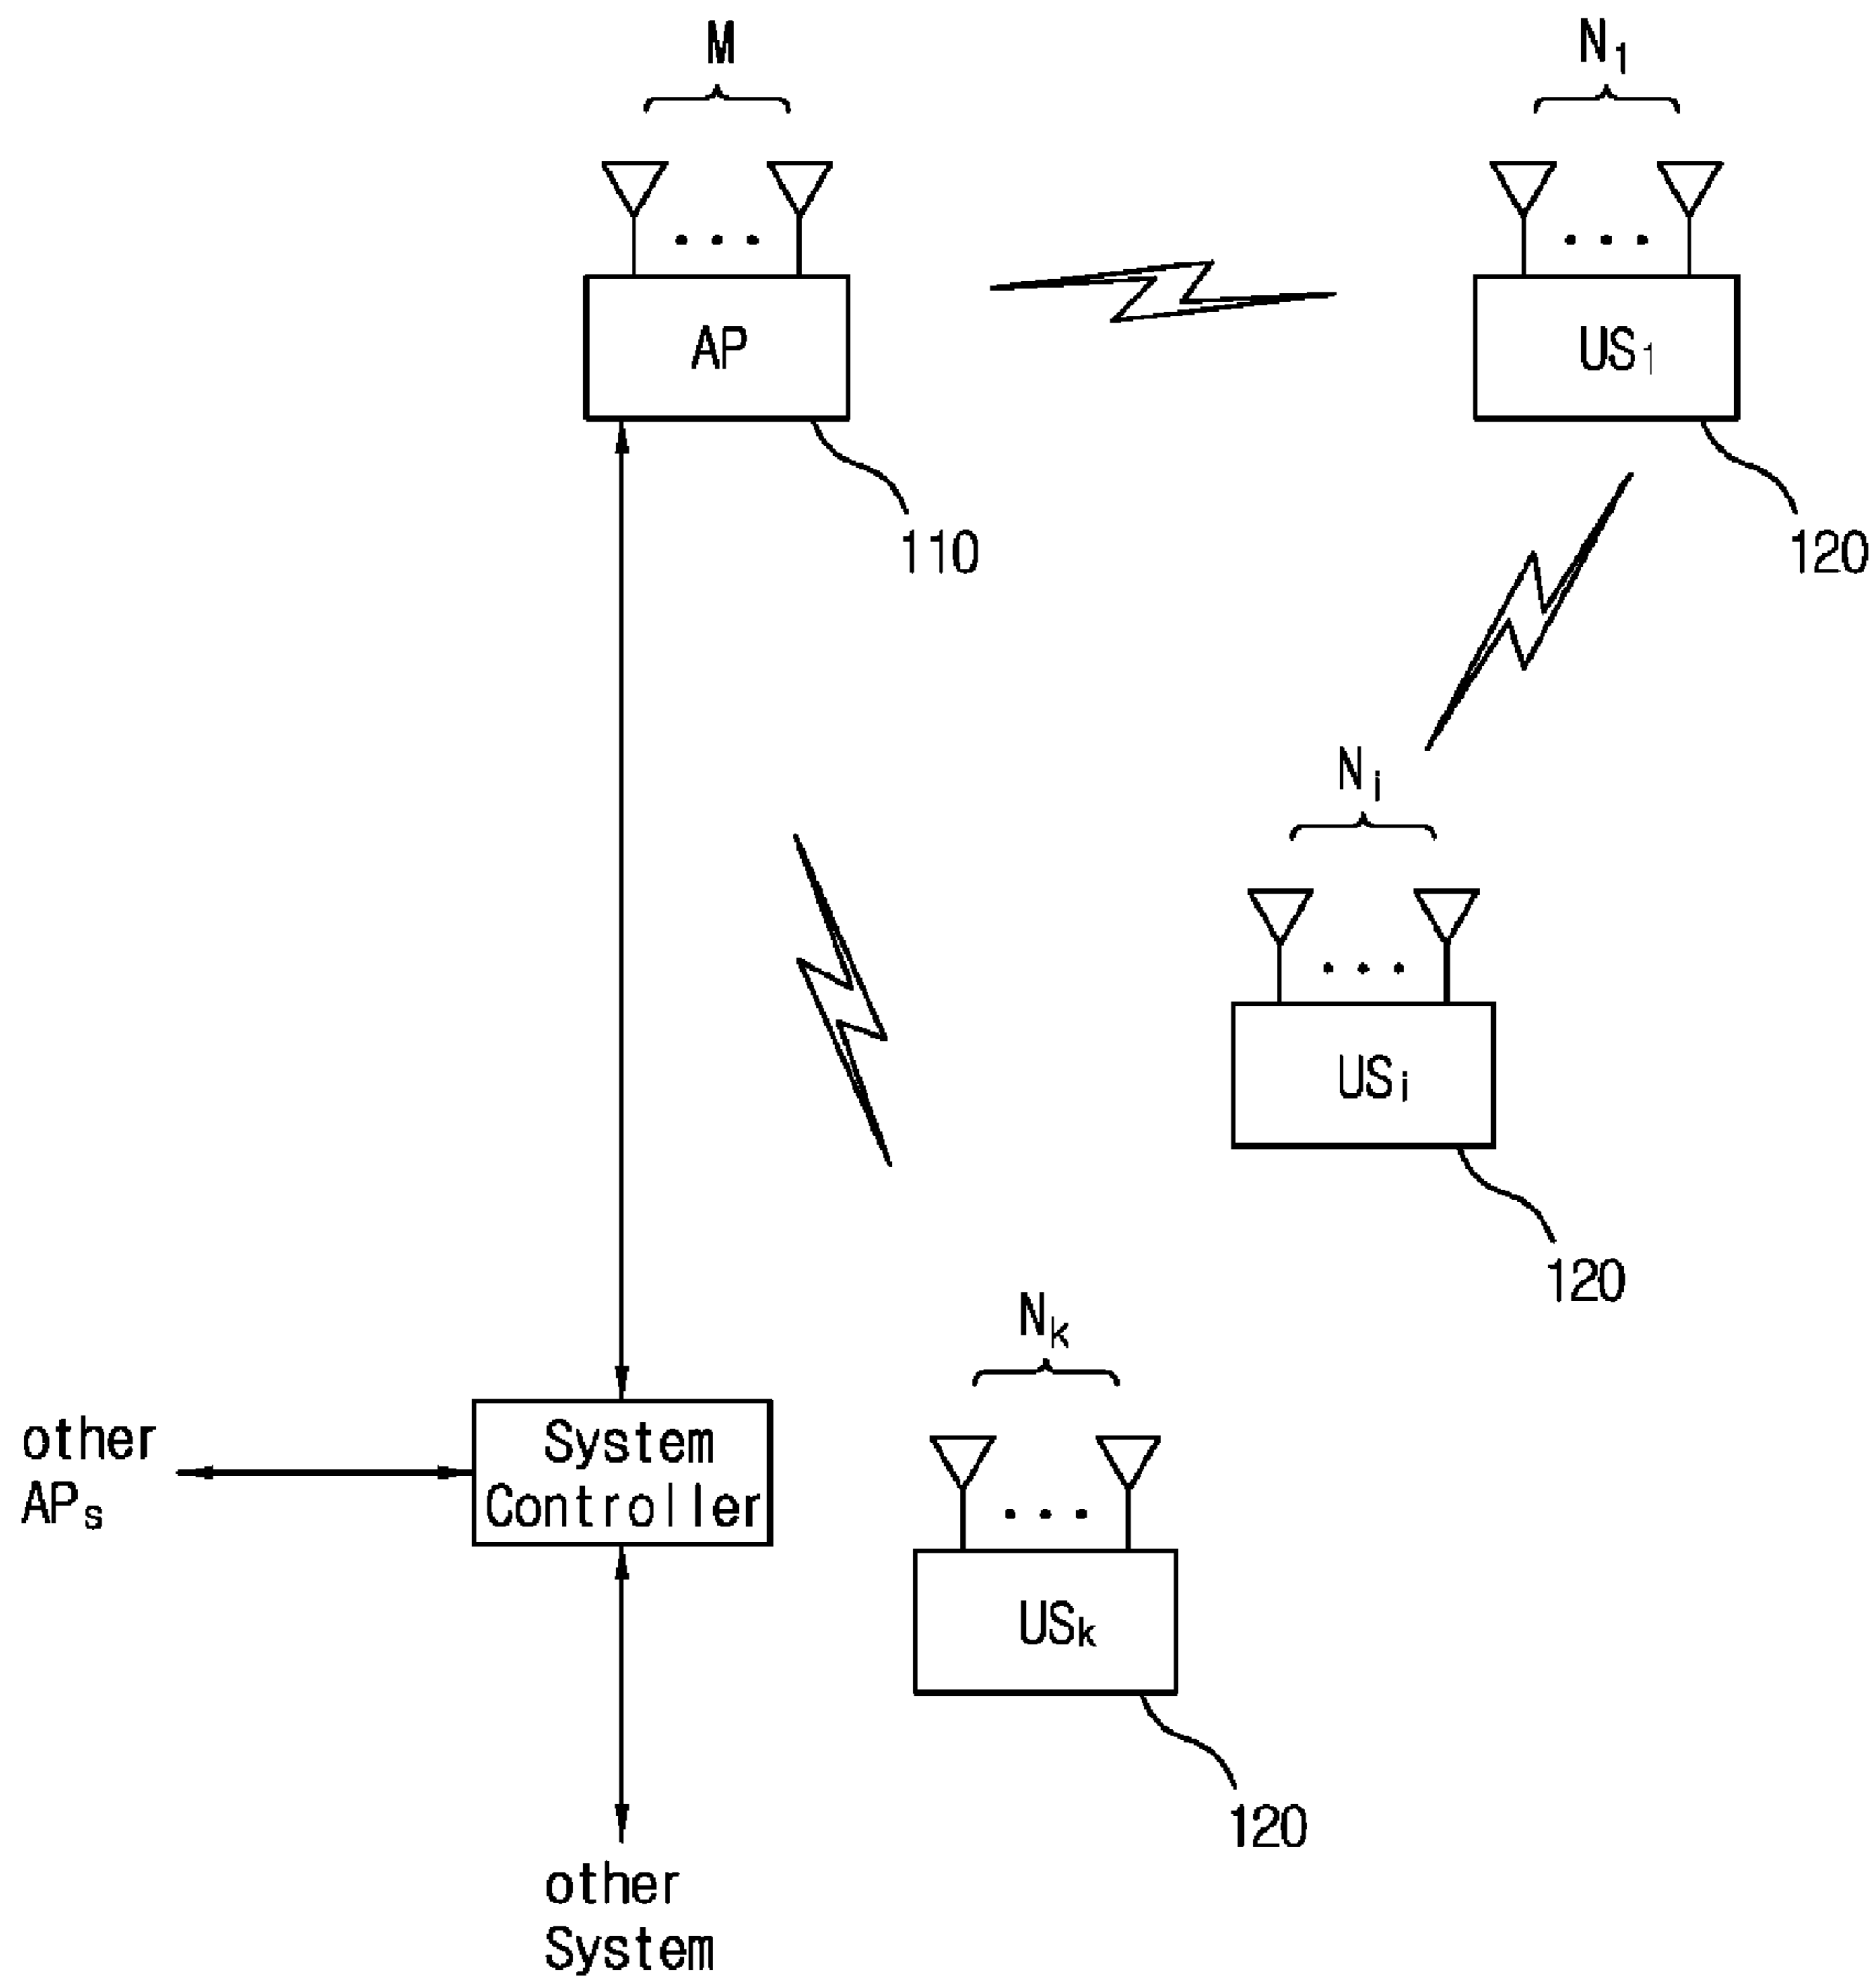 M
N1
AP
US1
110
120
Ni
USi
120
Nk
other
APs
System
Controller
USk
120
other
System